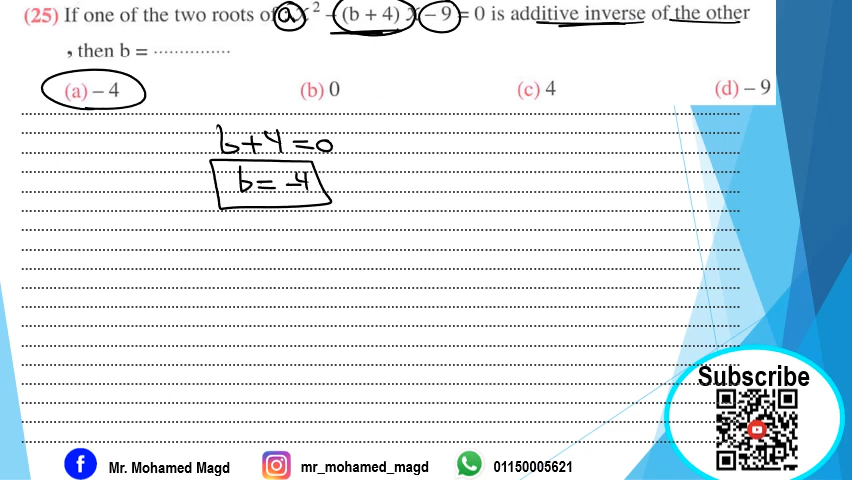 (25) If one of the two roots of a x² – (b + 4) x – 9 = 0 is additive inverse of the other
, then b = ...............
(a) – 4 (b) 0 (c) 4 (d) – 9
b+4=0
b=-4
Subscribe
Mr. Mohamed Magd mr_mohamed_magd 01150005621